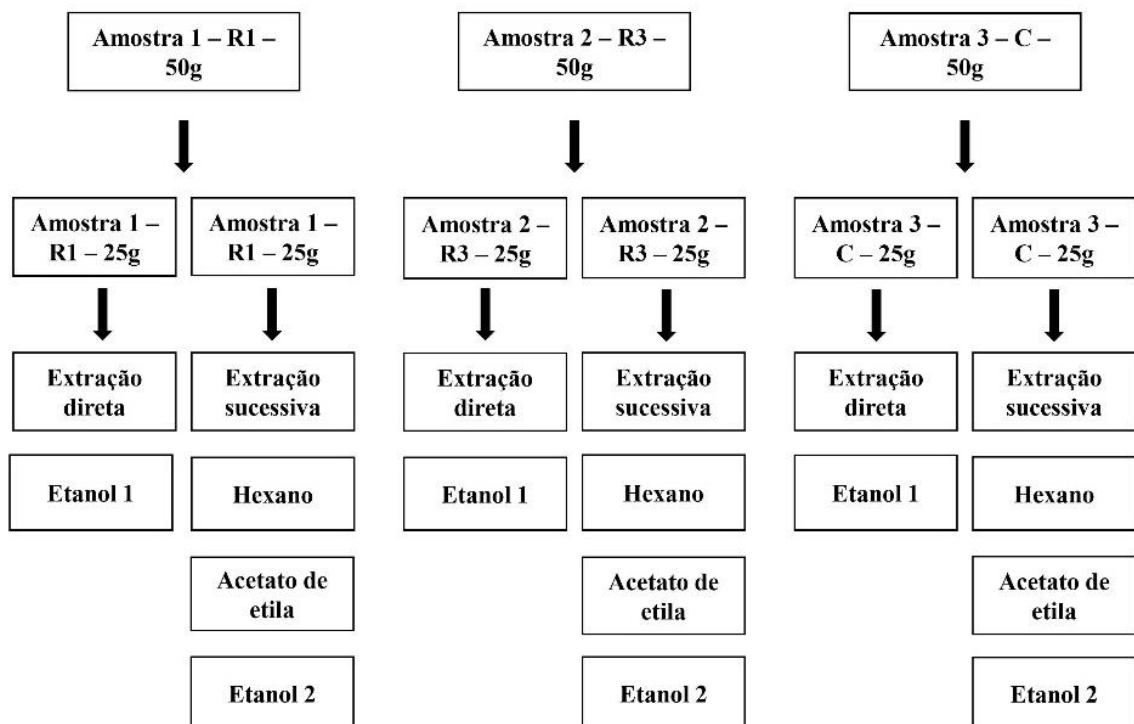 Amostra 1 – R1 –
50g
Amostra 2 – R3 –
50g
Amostra 3 – C –
50g
Amostra 1 –
R1 – 25g
Amostra 1 –
R1 – 25g
Amostra 2 –
R3 – 25g
Amostra 2 –
R3 – 25g
Amostra 3 –
C – 25g
Amostra 3 –
C – 25g
Extração
direta
Extração
sucessiva
Extração
direta
Extração
sucessiva
Extração
direta
Extração
sucessiva
Etanol 1
Hexano
Etanol 1
Hexano
Etanol 1
Hexano
Acetato de
etila
Acetato de
etila
Acetato de
etila
Etanol 2
Etanol 2
Etanol 2